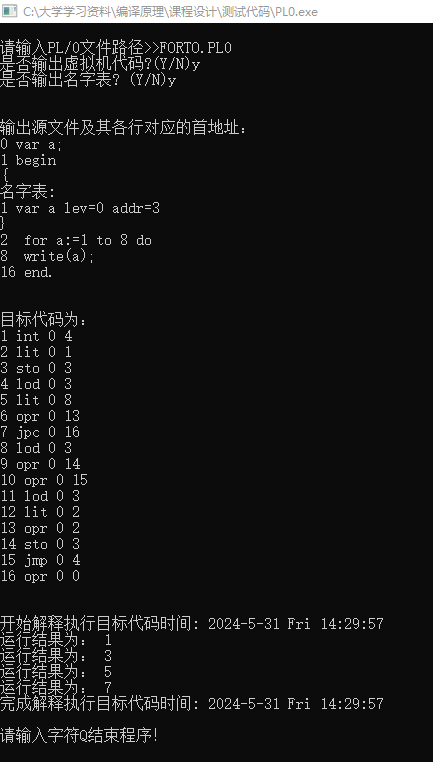 C:\大学学习资料\编译原理\课程设计\测试代码\PL0.exe
请输入PL/0文件路径>>FORTO.PL0
是否输出虚拟机代码?(Y/N)y
是否输出名字表? (Y/N)y
输出源文件及其各行对应的首地址:
0 var a;
1 begin
{
名字表:
1 var a lev=0 addr=3
}
2  for a:=1 to 8 do
8  write(a);
16 end.
目标代码为:
1 int 0 4
2 lit 0 1
3 sto 0 3
4 lod 0 3
5 lit 0 8
6 opr 0 13
7 jpc 0 16
8 lod 0 3
9 opr 0 14
10 opr 0 15
11 lod 0 3
12 lit 0 2
13 opr 0 2
14 sto 0 3
15 jmp 0 4
16 opr 0 0
开始解释执行目标代码时间: 2024-5-31 Fri 14:29:57
运行结果为: 1
运行结果为: 3
运行结果为: 5
运行结果为: 7
完成解释执行目标代码时间: 2024-5-31 Fri 14:29:57
请输入字符Q结束程序!